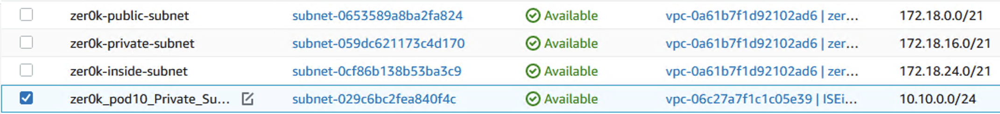 zer0k-public-subnet subnet-0653589a8ba2fa824 Available vpc-0a61b7f1d92102ad6 | zer... 172.18.0.0/21
zer0k-private-subnet subnet-059dc621173c4d170 Available vpc-0a61b7f1d92102ad6 | zer... 172.18.16.0/21
zer0k-inside-subnet subnet-0cf86b138b53ba3c9 Available vpc-0a61b7f1d92102ad6 | zer... 172.18.24.0/21
zer0k_pod10_Private_Su... subnet-029c6bc2fea840f4c Available vpc-06c27a7f1c1c05e39 | ISEi... 10.10.0.0/24